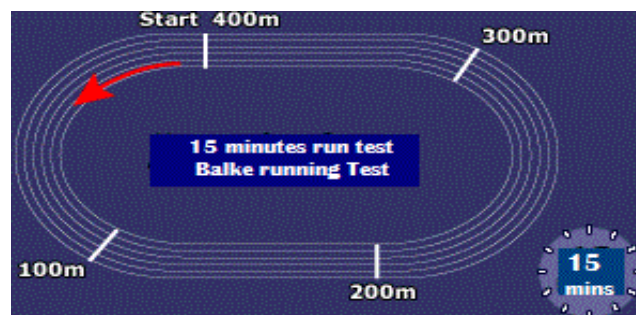 Start 400m
300m
15 minutes run test
Balke running Test
100m
200m
15
mins